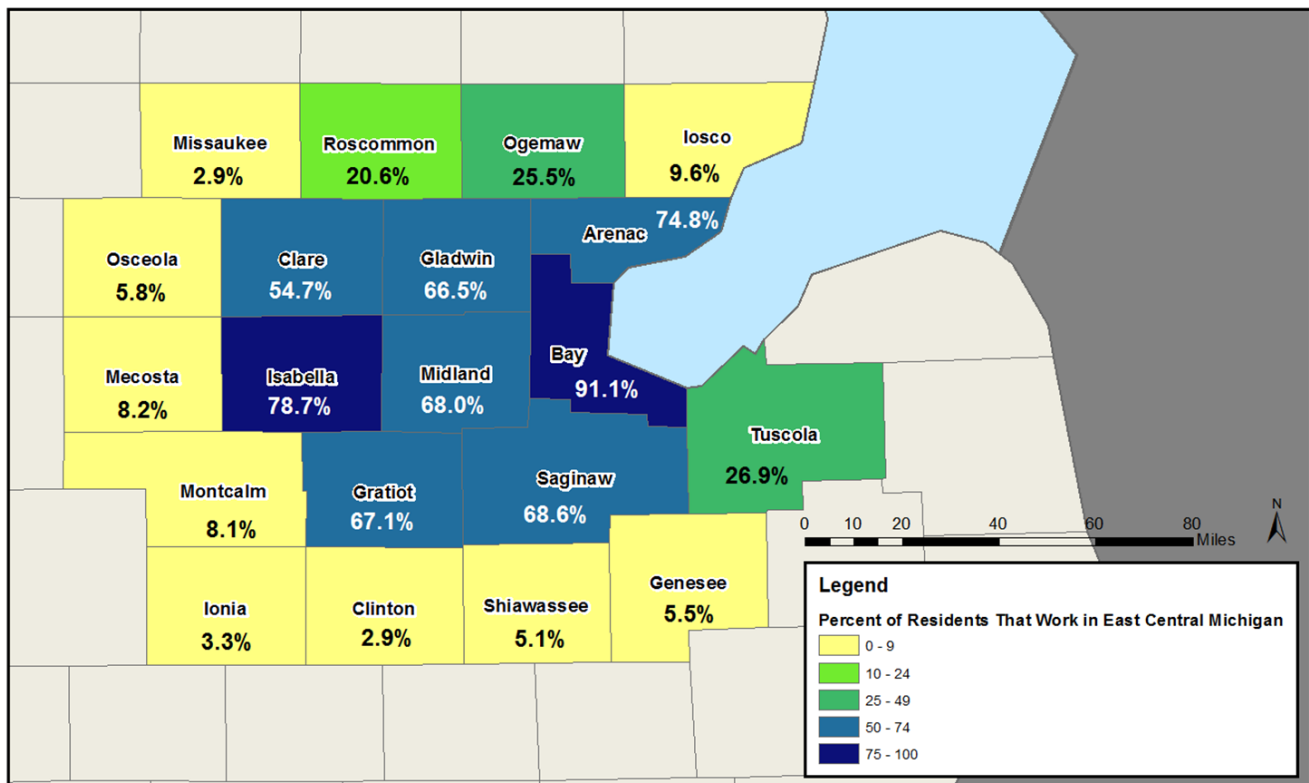 Missaukee
2.9%
Roscommon
20.6%
Ogemaw
25.5%
Iosco
9.6%
Osceola
5.8%
Clare
54.7%
Gladwin
66.5%
Arenac
74.8%
Mecosta
8.2%
Isabella
78.7%
Midland
68.0%
Bay
91.1%
Montcalm
8.1%
Gratiot
67.1%
Saginaw
68.6%
Tuscola
26.9%
Ionia
3.3%
Clinton
2.9%
Shiawassee
5.1%
Genesee
5.5%
0 10 20 40 60 80
Miles
N
Legend
Percent of Residents That Work in East Central Michigan
0 - 9
10 - 24
25 - 49
50 - 74
75 - 100